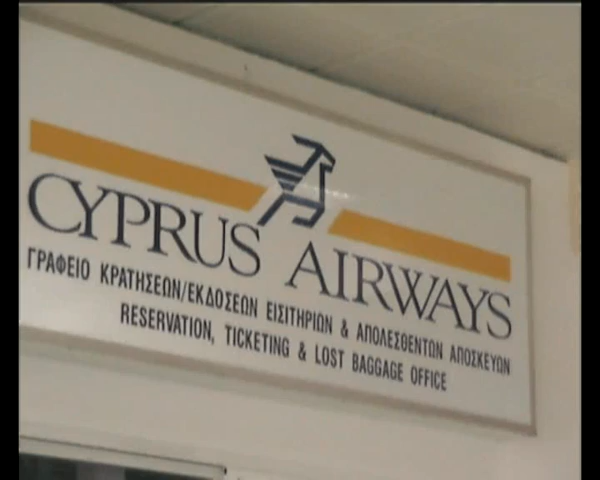 CYPRUS AIRWAYS
ΓΡΑΦΕΙΟ ΚΡΑΤΗΣΕΩΝ/ΕΚΔΟΣΕΩΝ ΕΙΣΙΤΗΡΙΩΝ & ΑΠΟΛΕΣΘΕΝΤΩΝ ΑΠΟΣΚΕΥΩΝ
RESERVATION, TICKETING & LOST BAGGAGE OFFICE